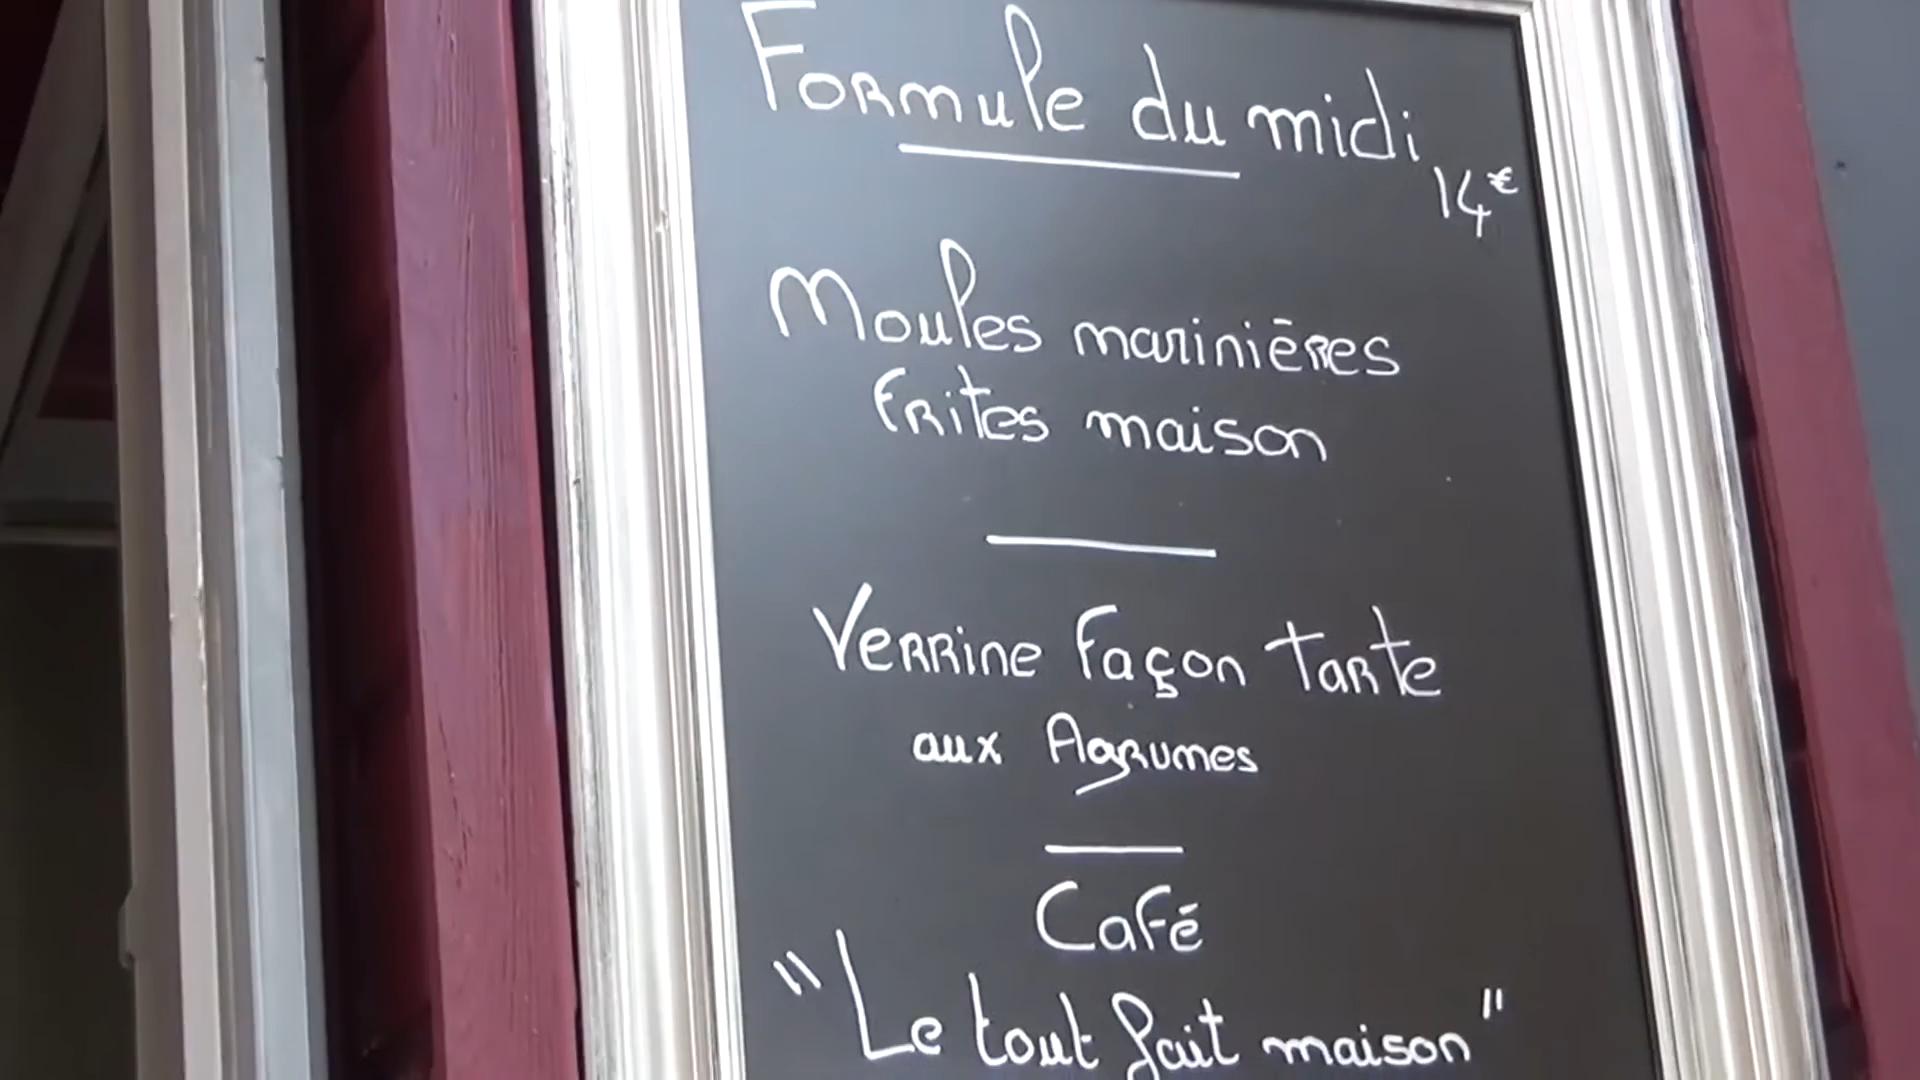 Formule du midi
14€
Moules marinières
Frites maison
Verrine Façon Tarte
aux Agrumes
Café
"Le tout fait maison"